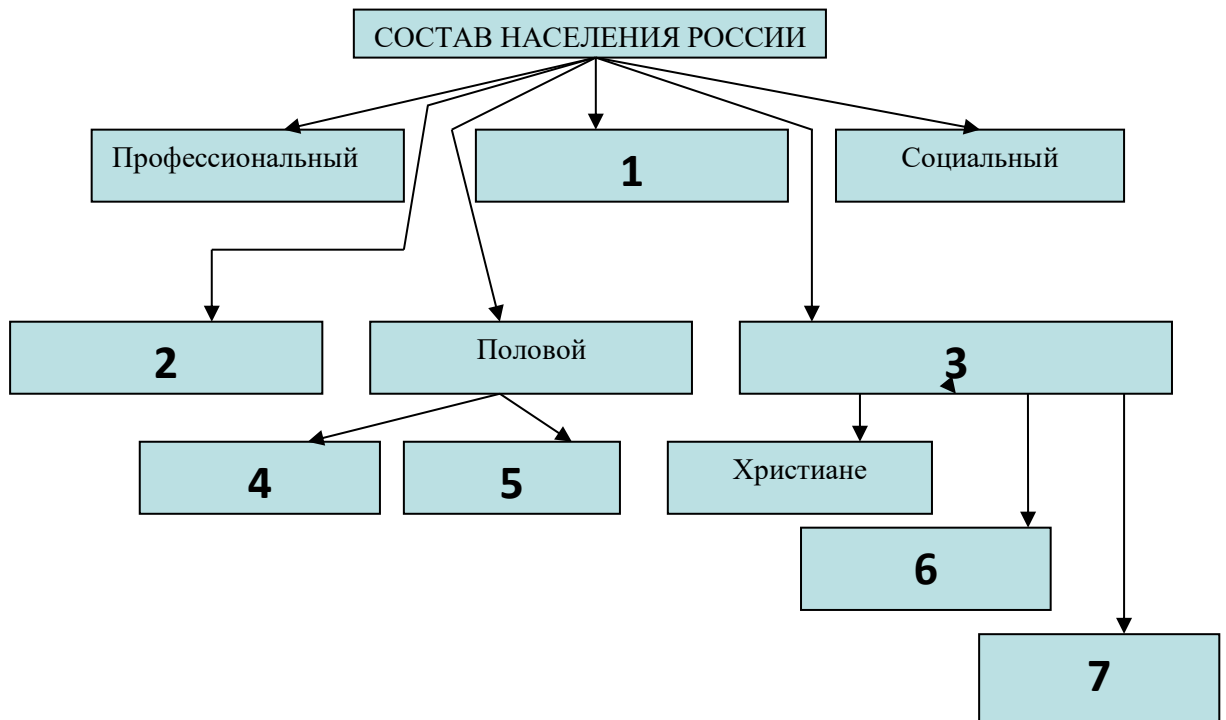 СОСТАВ НАСЕЛЕНИЯ РОССИИ
Профессиональный
1
Социальный
2
Половой
3
4
5
Христиане
6
7